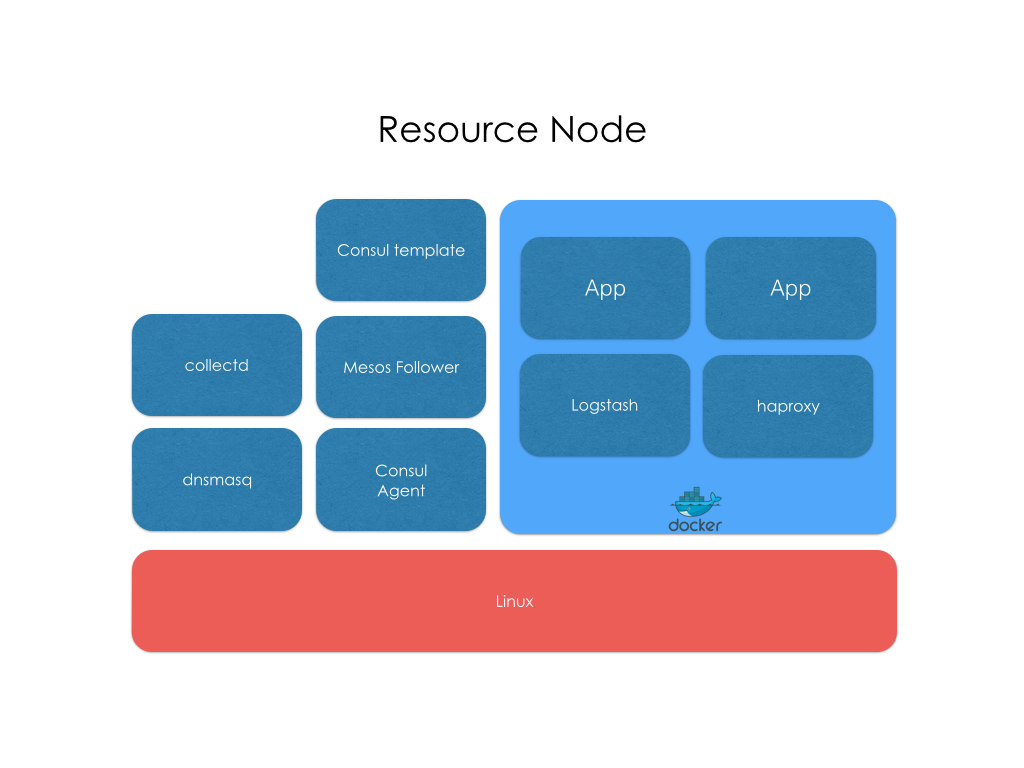 Resource Node
Consul template
App
App
collectd
Mesos Follower
Logstash
haproxy
dnsmasq
Consul
Agent
docker
Linux